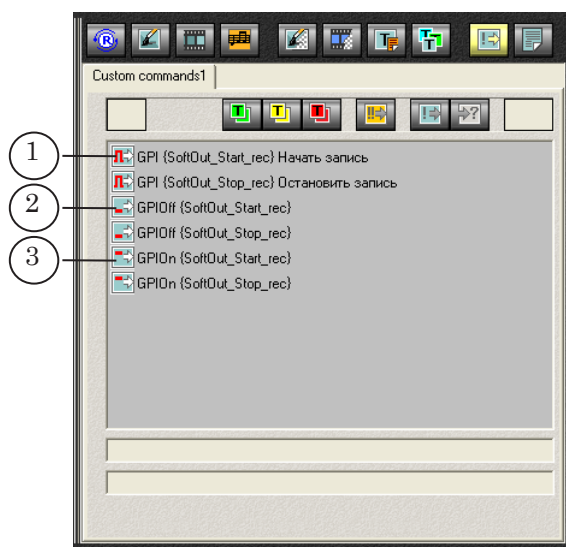 R
T
T
T
Custom commands1
T
T
T
!!!
!
?
1
GPI {SoftOut_Start_rec} Начать запись
GPI {SoftOut_Stop_rec} Остановить запись
2
GPIOff {SoftOut_Start_rec}
GPIOff {SoftOut_Stop_rec}
3
GPIOn {SoftOut_Start_rec}
GPIOn {SoftOut_Stop_rec}